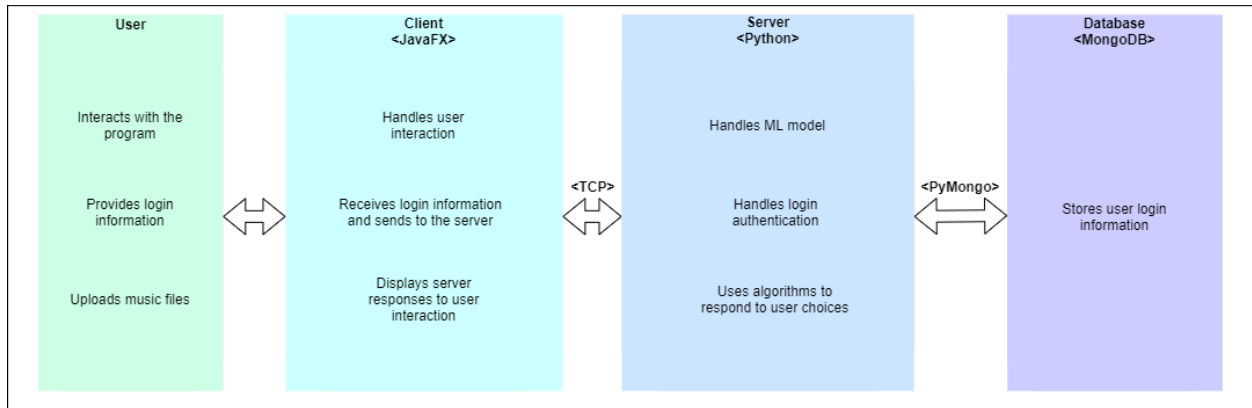 User
Interacts with the
program
Provides login
information
Uploads music files
Client
<JavaFX>
Handles user
interaction
Receives login information
and sends to the server
Displays server
responses to user
interaction
<TCP>
Server
<Python>
Handles ML model
Handles login
authentication
Uses algorithms to
respond to user choices
<PyMongo>
Database
<MongoDB>
Stores user login
information